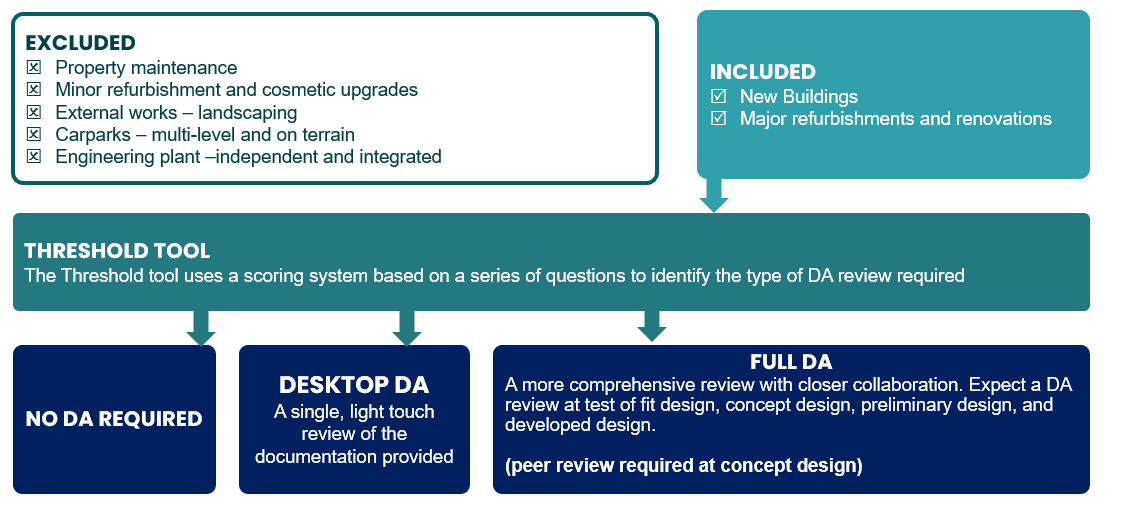 EXCLUDED
☒ Property maintenance
☒ Minor refurbishment and cosmetic upgrades
☒ External works – landscaping
☒ Carparks – multi-level and on terrain
☒ Engineering plant –independent and integrated
INCLUDED
☑ New Buildings
☑ Major refurbishments and renovations
THRESHOLD TOOL
The Threshold tool uses a scoring system based on a series of questions to identify the type of DA review required
NO DA REQUIRED
DESKTOP DA
A single, light touch
review of the
documentation provided
FULL DA
A more comprehensive review with closer collaboration. Expect a DA
review at test of fit design, concept design, preliminary design, and
developed design.
(peer review required at concept design)